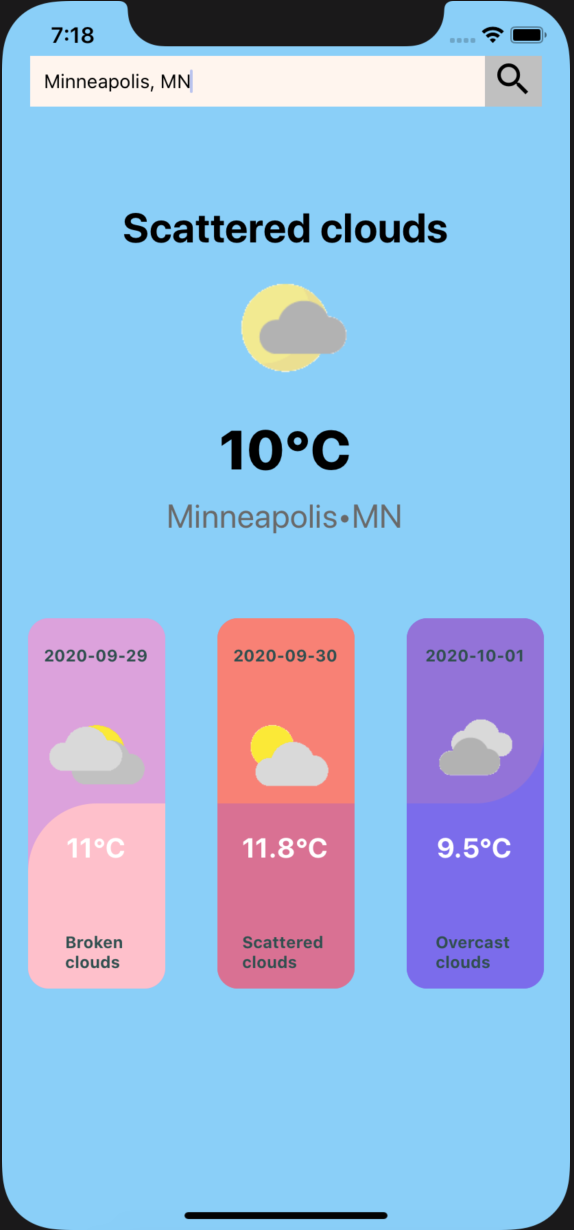 7:18
Minneapolis, MN
Scattered clouds
10°C
Minneapolis•MN
2020-09-29
2020-09-30
2020-10-01
11°C
11.8°C
9.5°C
Broken
clouds
Scattered
clouds
Overcast
clouds